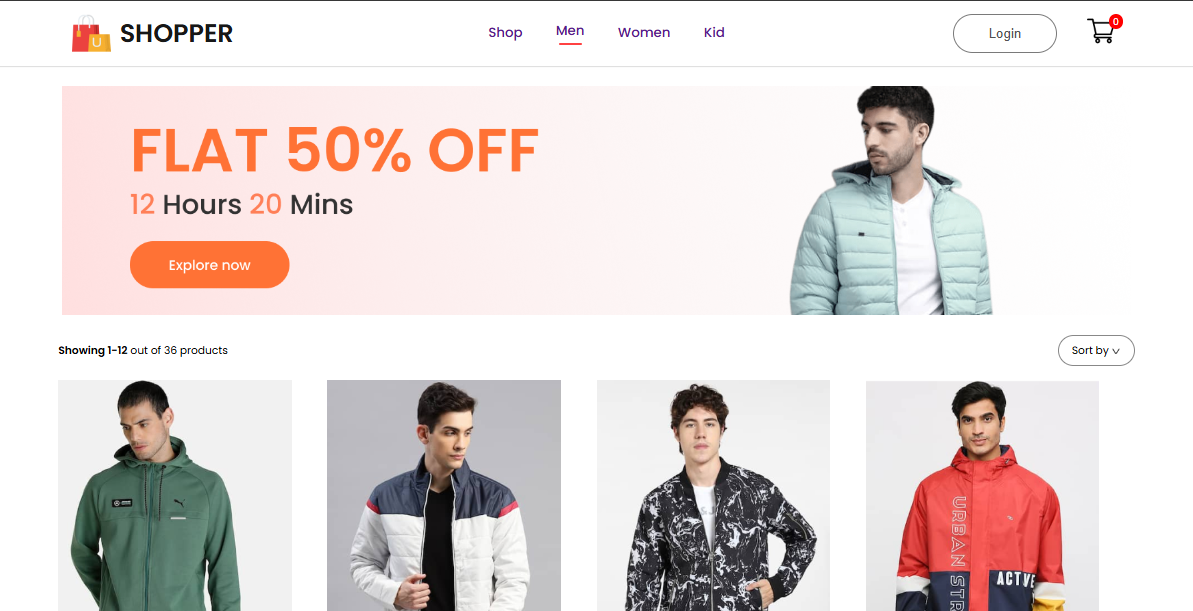 U
SHOPPER
Shop
Men
Women
Kid
Login
0
FLAT 50% OFF
12 Hours 20 Mins
Explore now
Showing 1-12 out of 36 products
Sort by
URBAN STR
ACTVE